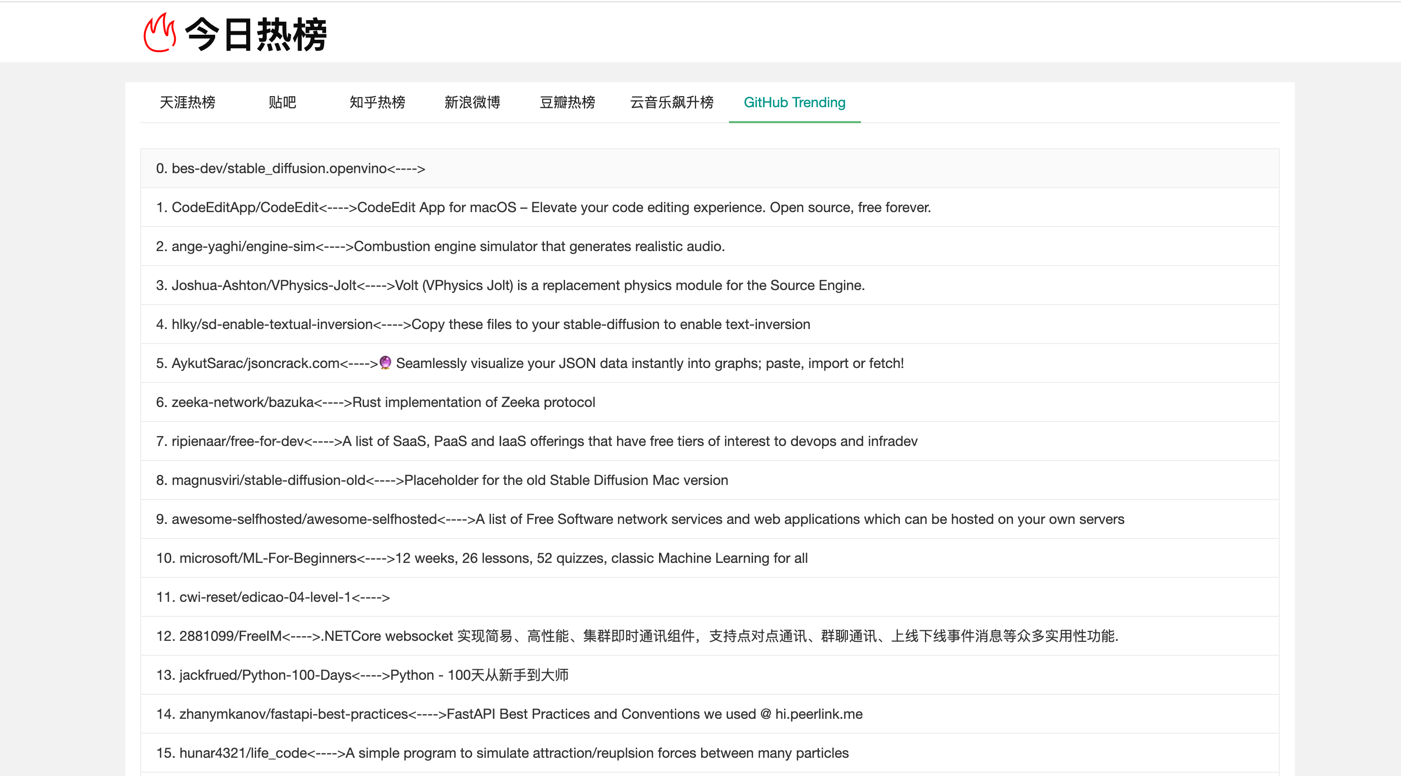 今日热榜
天涯热榜 贴吧 知乎热榜 新浪微博 豆瓣热榜 云音乐飙升榜 GitHub Trending
0. bes-dev/stable_diffusion.openvino<---->
1. CodeEditApp/CodeEdit<---->CodeEdit App for macOS – Elevate your code editing experience. Open source, free forever.
2. ange-yaghi/engine-sim<---->Combustion engine simulator that generates realistic audio.
3. Joshua-Ashton/VPhysics-Jolt<---->Volt (VPhysics Jolt) is a replacement physics module for the Source Engine.
4. hlky/sd-enable-textual-inversion<---->Copy these files to your stable-diffusion to enable text-inversion
5. AykutSarac/jsoncrack.com<---->🔮 Seamlessly visualize your JSON data instantly into graphs; paste, import or fetch!
6. zeeka-network/bazuka<---->Rust implementation of Zeeka protocol
7. ripienaar/free-for-dev<---->A list of SaaS, PaaS and IaaS offerings that have free tiers of interest to devops and infradev
8. magnusviri/stable-diffusion-old<---->Placeholder for the old Stable Diffusion Mac version
9. awesome-selfhosted/awesome-selfhosted<---->A list of Free Software network services and web applications which can be hosted on your own servers
10. microsoft/ML-For-Beginners<---->12 weeks, 26 lessons, 52 quizzes, classic Machine Learning for all
11. cwi-reset/edicao-04-level-1<---->
12. 2881099/FreeIM<---->.NETCore websocket 实现简易、高性能、集群即时通讯组件，支持点对点通讯、群聊通讯、上线下线事件消息等众多实用性功能.
13. jackfrued/Python-100-Days<---->Python - 100天从新手到大师
14. zhanymkanov/fastapi-best-practices<---->FastAPI Best Practices and Conventions we used @ hi.peerlink.me
15. hunar4321/life_code<---->A simple program to simulate attraction/reuplsion forces between many particles